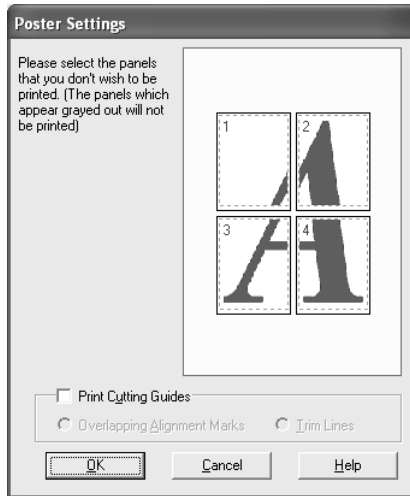 Poster Settings
Please select the panels
that you don't wish to be
printed. (The panels which
appear grayed out will not
be printed)
1 2
3 4
Print Cutting Guides
Overlapping Alignment Marks Trim Lines
OK Cancel Help